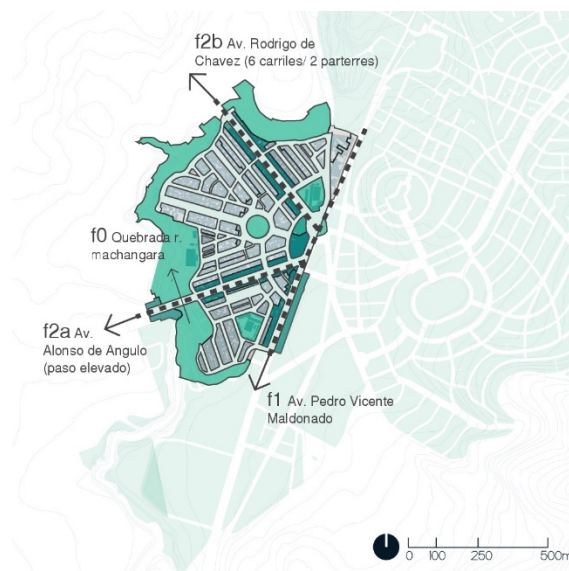 f2b Av. Rodrigo de
Chavez (6 carriles/ 2 parterres)
f0 Quebrada r.
machangara
f2a Av.
Alonso de Angulo
(paso elevado)
f1 Av. Pedro Vicente
Maldonado
0 100 250 500m